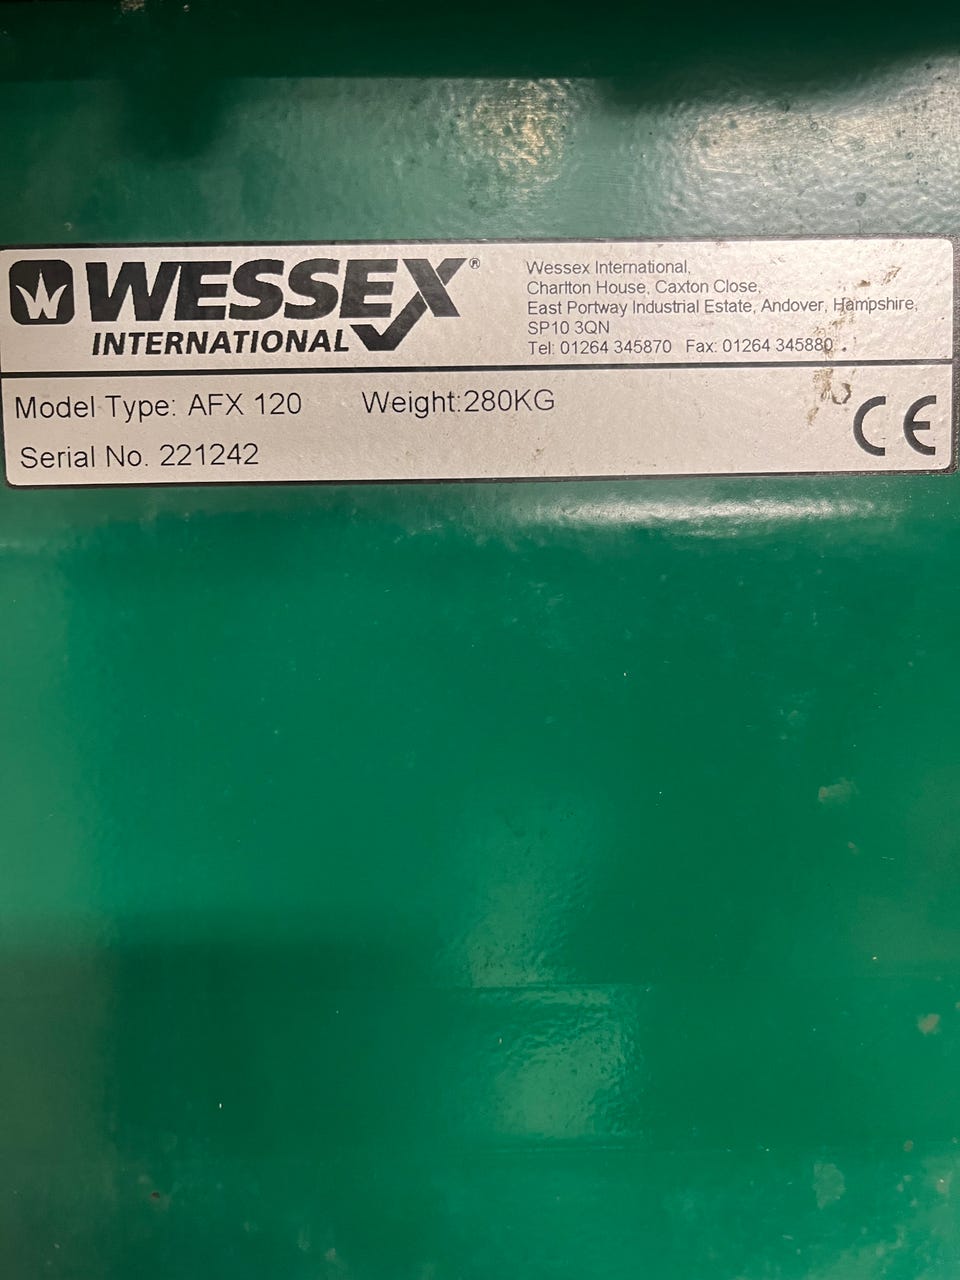 WESSEX®
INTERNATIONAL
Wessex International,
Charlton House, Caxton Close,
East Portway Industrial Estate, Andover, Hampshire,
SP10 3QN
Tel: 01264 345870 Fax: 01264 345880
Model Type: AFX 120 Weight:280KG
Serial No. 221242
CE